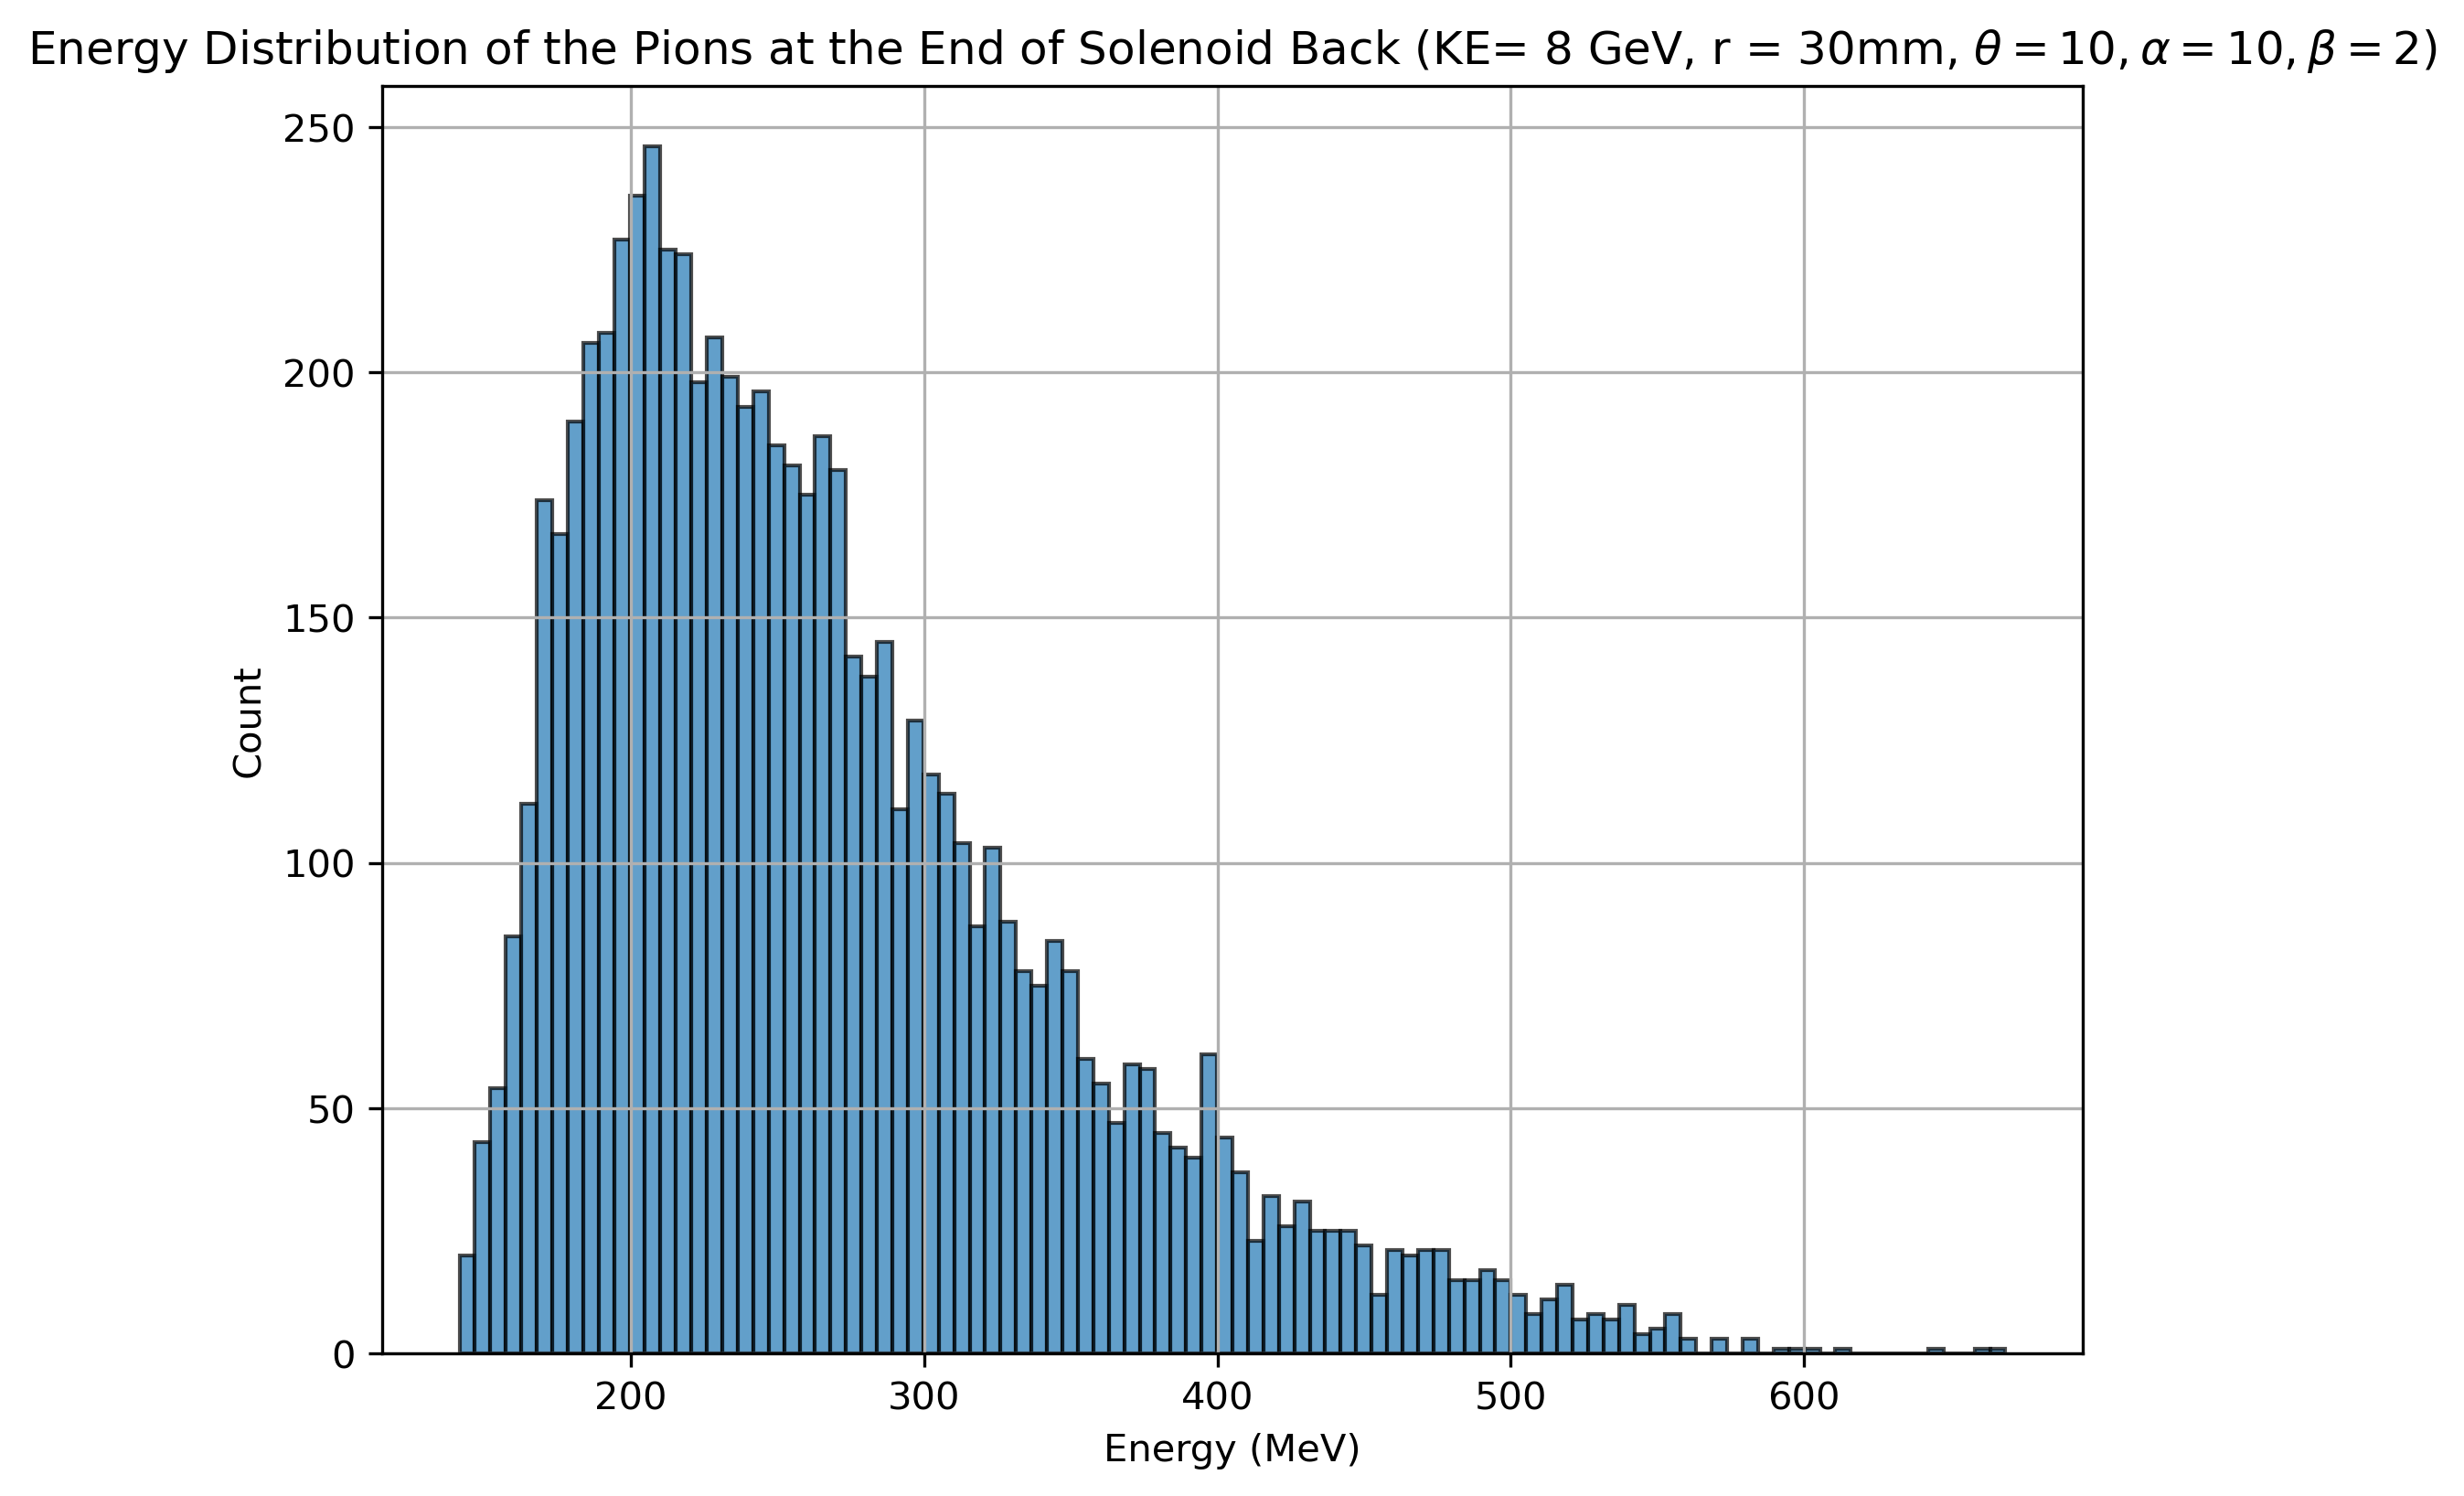 Energy Distribution of the Pions at the End of Solenoid Back (KE= 8 GeV, r = 30mm, θ = 10, α = 10, β = 2)
250
200
150
100
50
0
Count
200 300 400 500 600
Energy (MeV)